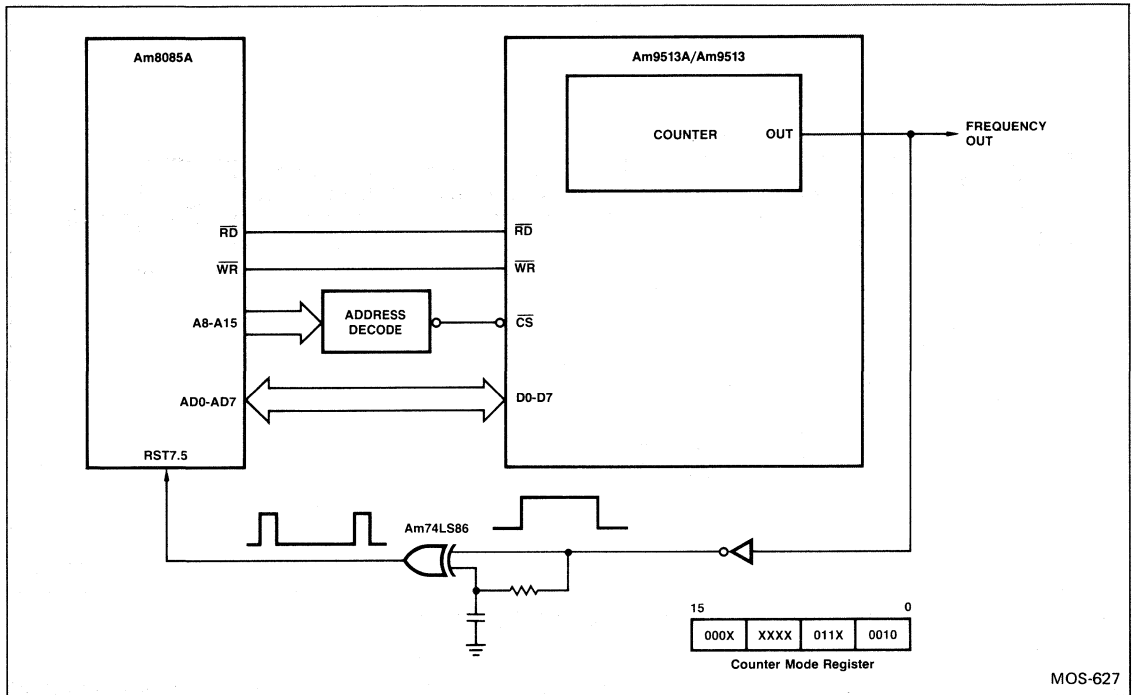 Am8085A
Am9513A/Am9513
COUNTER
OUT
FREQUENCY
OUT
RD
RD
WR
WR
A8-A15
ADDRESS
DECODE
CS
AD0-AD7
D0-D7
RST7.5
Am74LS86
15
0
000X
XXXX
011X
0010
Counter Mode Register
MOS-627